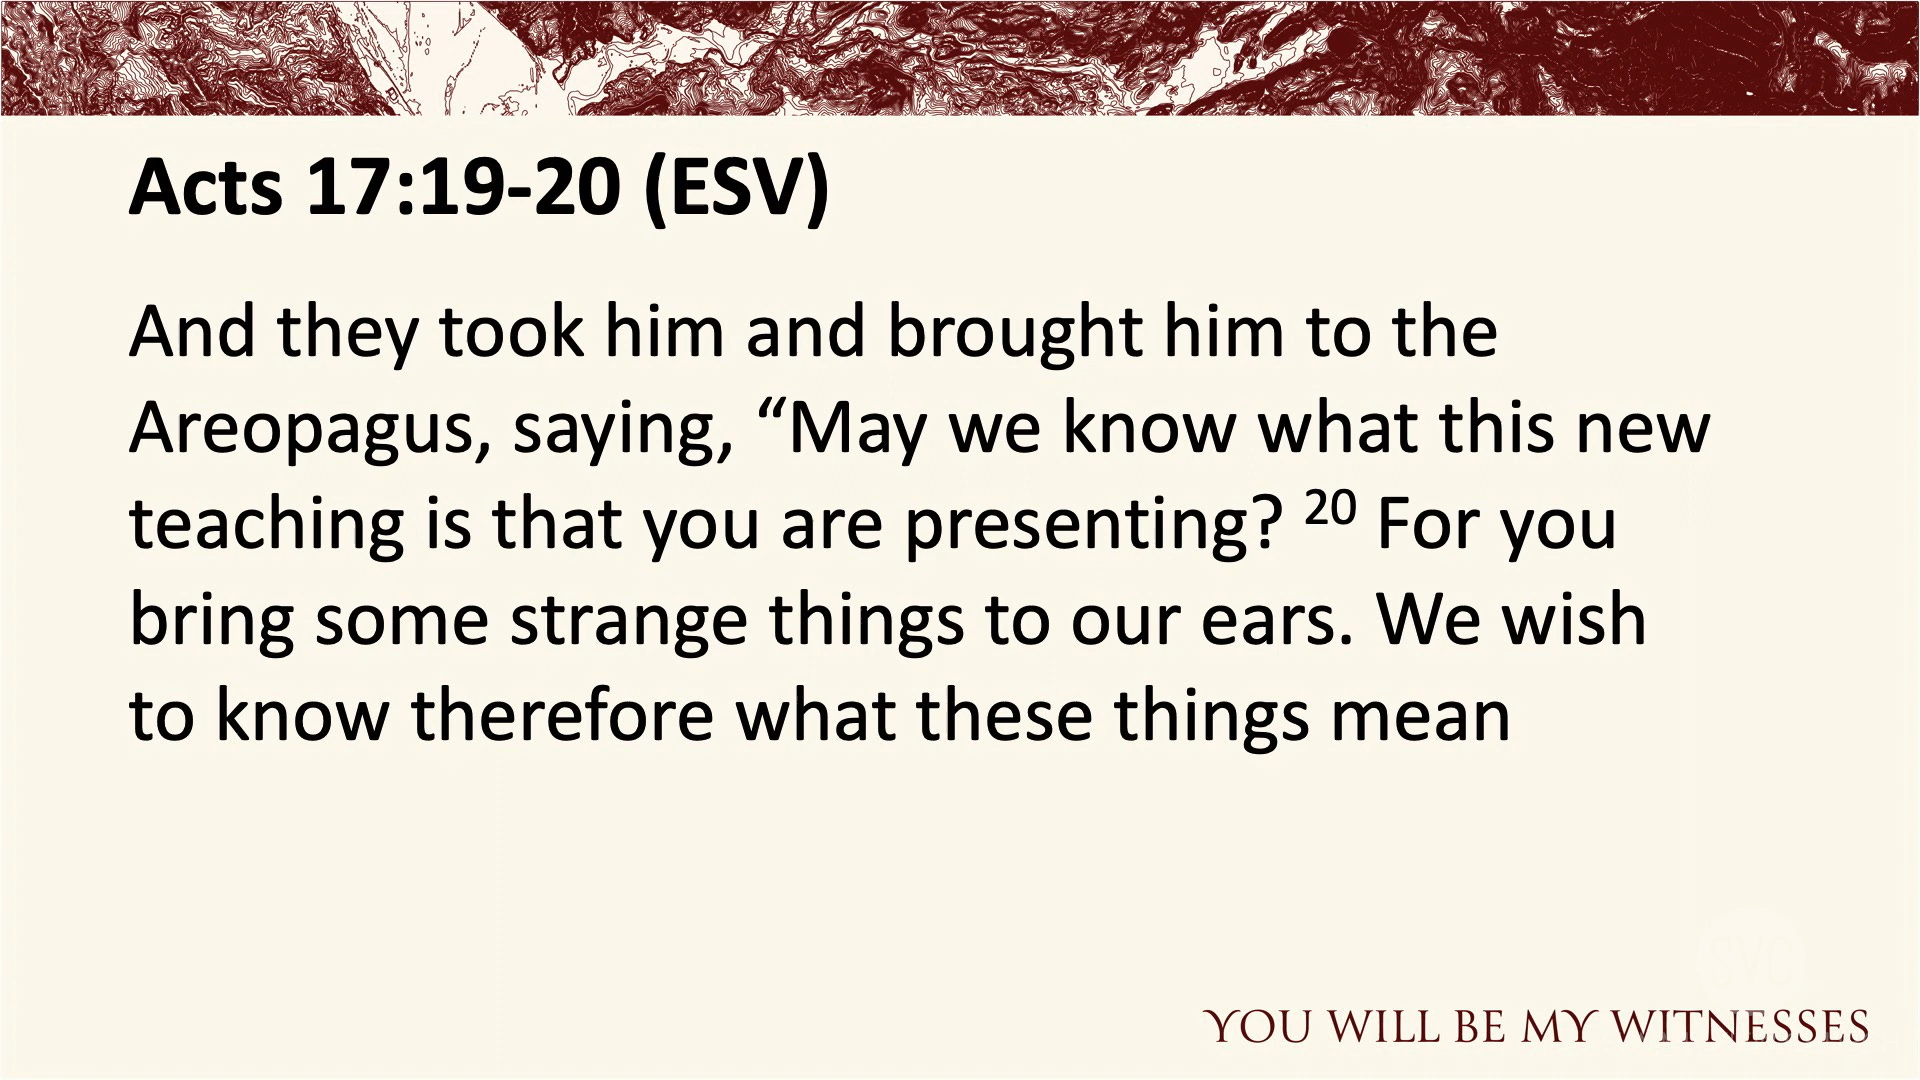 Acts 17:19-20 (ESV)
And they took him and brought him to the
Areopagus, saying, “May we know what this new
teaching is that you are presenting? 20 For you
bring some strange things to our ears. We wish
to know therefore what these things mean
SVC
YOU WILL BE MY WITNESSES